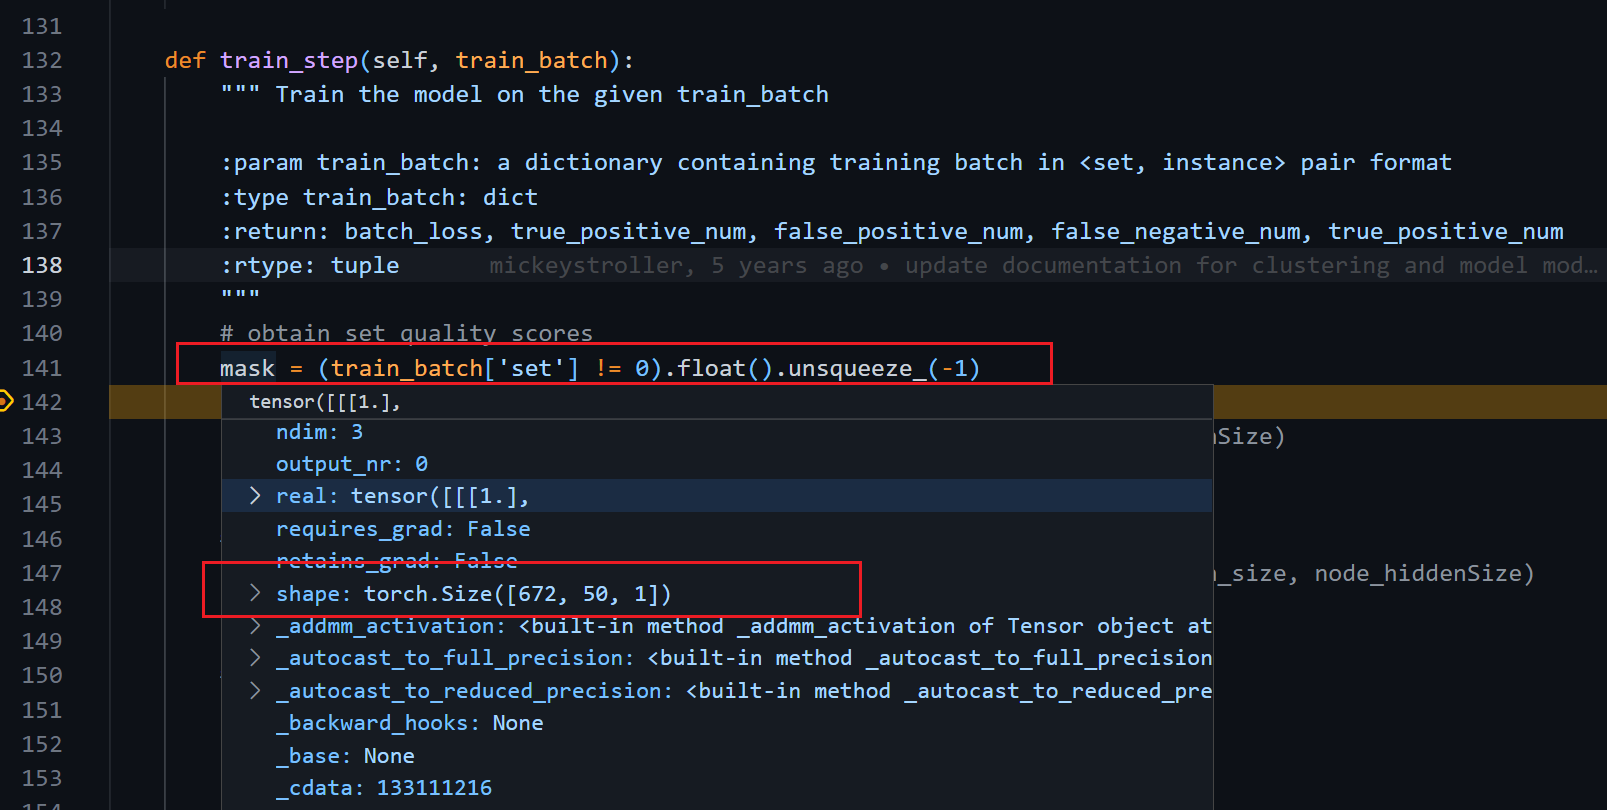 131
132 def train_step(self, train_batch):
133 """ Train the model on the given train_batch
134
135 :param train_batch: a dictionary containing training batch in <set, instance> pair format
136 :type train_batch: dict
137 :return: batch_loss, true_positive_num, false_positive_num, false_negative_num, true_positive_num
138 :rtype: tuple mickeystroller, 5 years ago • update documentation for clustering and model mod…
139 """
140 # obtain set quality scores
141 mask = (train_batch['set'] != 0).float().unsqueeze_(-1)
142 tensor([[[1.],
ndim: 3
143 Size)
output_nr: 0
144
real: tensor([[[1.],
145
requires_grad: False
146
retains_grad: False
147 _size, node_hiddenSize)
shape: torch.Size([672, 50, 1])
148
_addmm_activation: <built-in method _addmm_activation of Tensor object at
149
_autocast_to_full_precision: <built-in method _autocast_to_full_precision
150
_autocast_to_reduced_precision: <built-in method _autocast_to_reduced_pre
151
_backward_hooks: None
152
_base: None
153
_cdata: 133111216